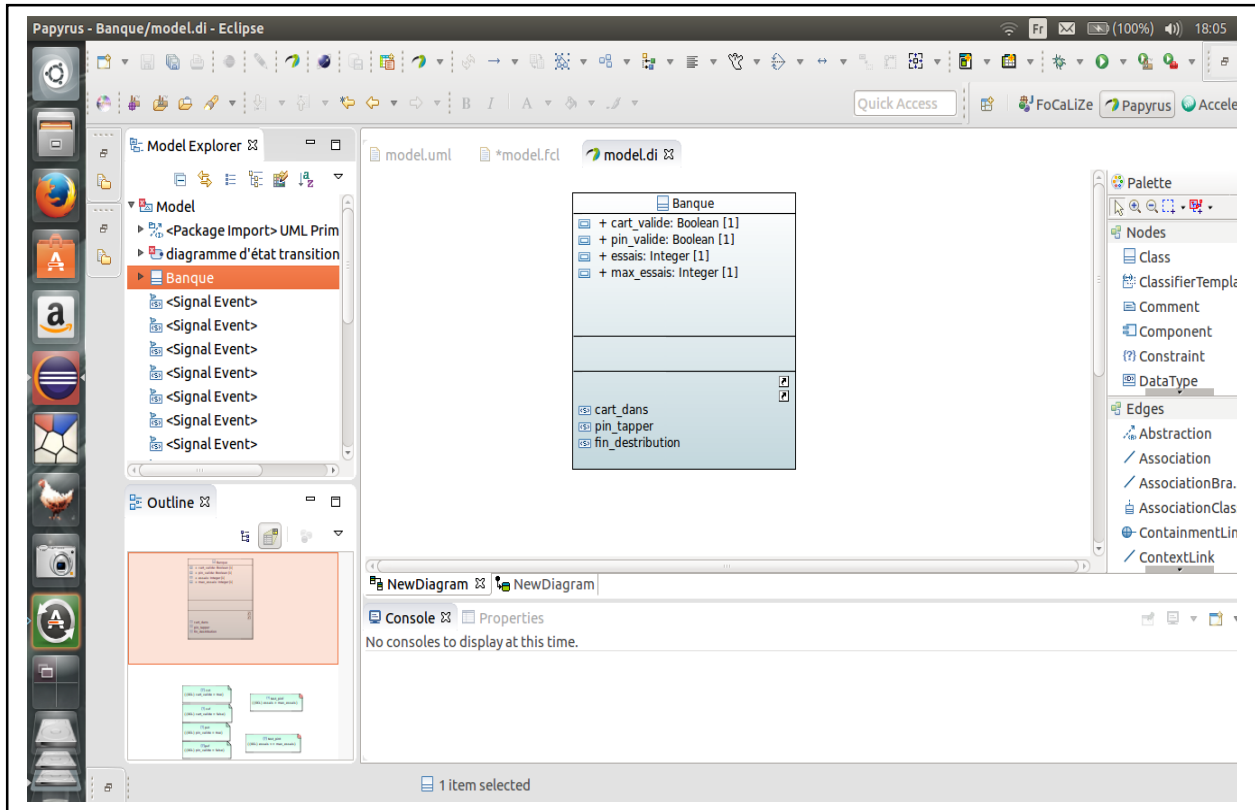 Papyrus - Banque/model.di - Eclipse
Fr (100%) 18:05
B I A
Quick Access FoCaLiZe Papyrus Accele
Model Explorer
Model
<Package Import> UML Prim
diagramme d'état transition
Banque
<Signal Event>
<Signal Event>
<Signal Event>
<Signal Event>
<Signal Event>
<Signal Event>
<Signal Event>
Outline
model.uml *model.fcl model.di
Banque
+ cart_valide: Boolean [1]
+ pin_valide: Boolean [1]
+ essais: Integer [1]
+ max_essais: Integer [1]
cart_dans
pin_tapper
fin_destribution
Palette
Nodes
Class
ClassifierTempla
Comment
Component
Constraint
DataType
Edges
Abstraction
Association
AssociationBra.
AssociationClas
ContainmentLin
ContextLink
NewDiagram NewDiagram
Console Properties
No consoles to display at this time.
1 item selected